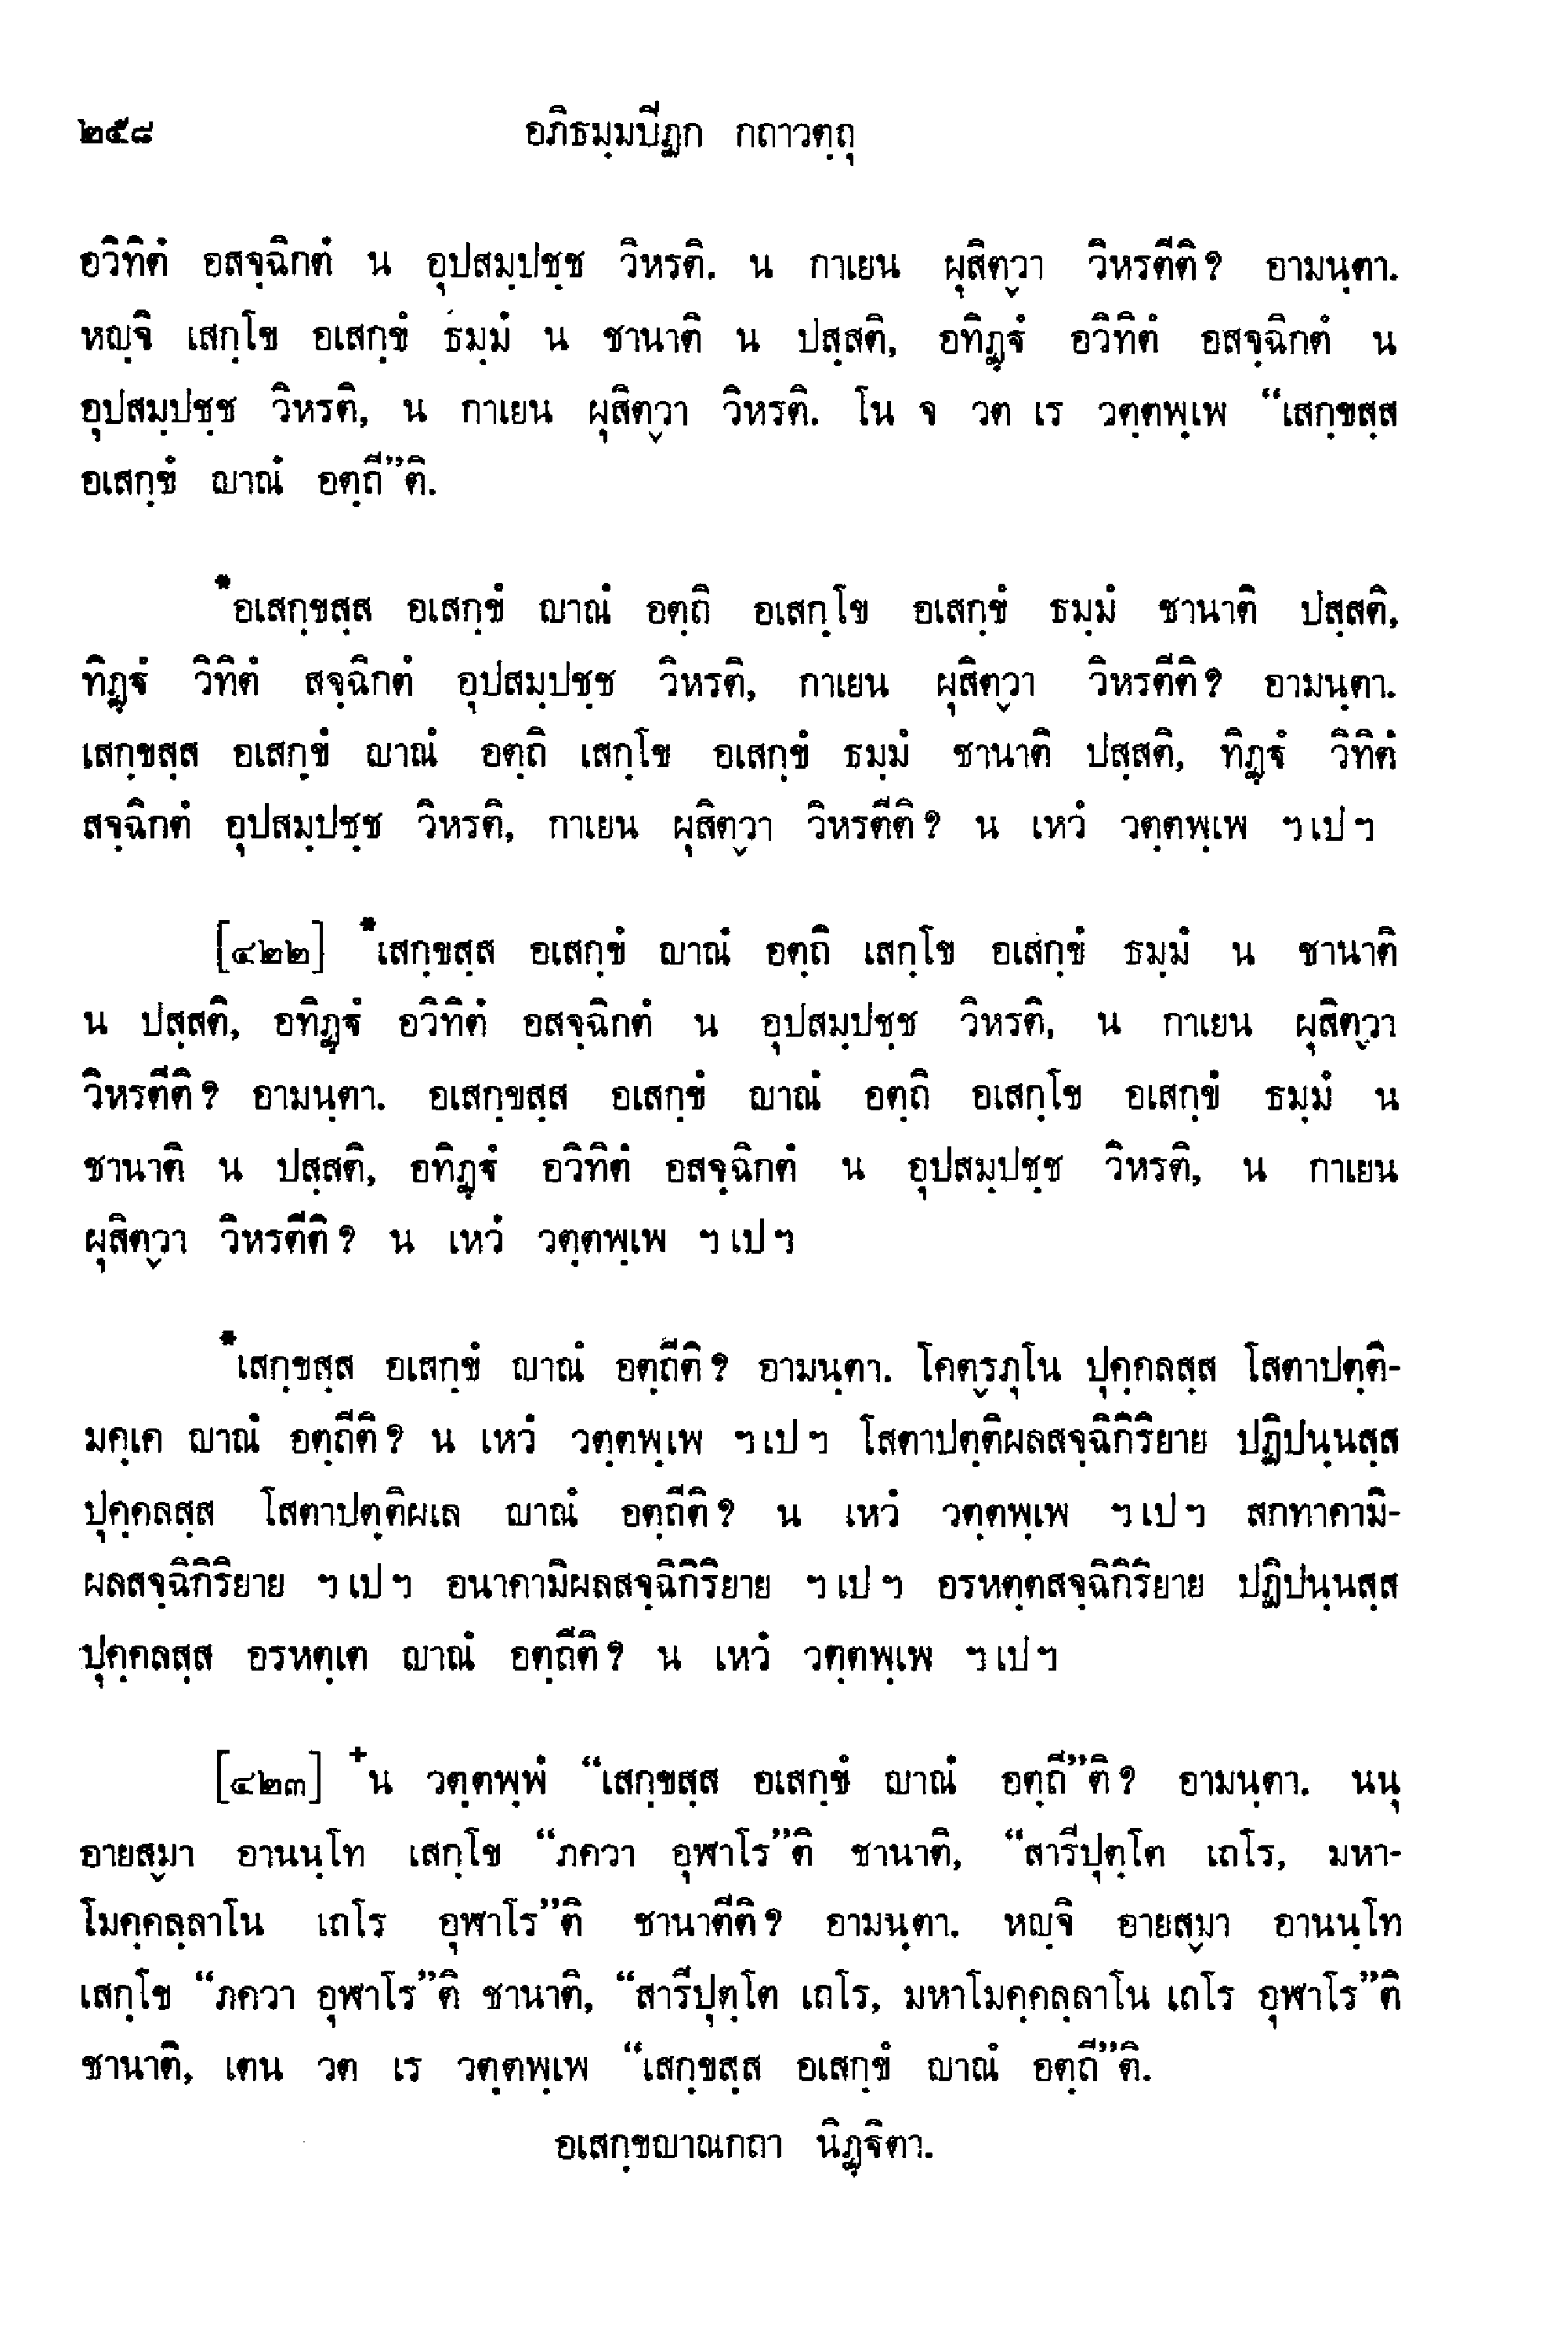 ๒๕๘ อภิธมฺมปีฏก กถาวตฺถุ
อวิทิตํ อสจฺฉิกตํ น อุปสมฺปชฺช วิหรติ. น กาเยน ผุสิตฺวา วิหรตีติ? อามนฺตา.
หญฺจิ เสกฺโข อเสกฺขํ ธมฺมํ น ชานาติ น ปสฺสติ, อทิฏฺฐํ อวิทิตํ อสจฺฉิกตํ น
อุปสมฺปชฺช วิหรติ, น กาเยน ผุสิตฺวา วิหรติ. โน จ วต เร วตฺตพฺเพ “เสกฺขสฺส
อเสกฺขํ ญาณํ อตฺถี”ติ.
*อเสกฺขสฺส อเสกฺขํ ญาณํ อตฺถิ อเสกฺโข อเสกฺขํ ธมฺมํ ชานาติ ปสฺสติ,
ทิฏฺฐํ วิทิตํ สจฺฉิกตํ อุปสมฺปชฺช วิหรติ, กาเยน ผุสิตฺวา วิหรตีติ? อามนฺตา.
เสกฺขสฺส อเสกฺขํ ญาณํ อตฺถิ เสกฺโข อเสกฺขํ ธมฺมํ ชานาติ ปสฺสติ, ทิฏฺฐํ วิทิตํ
สจฺฉิกตํ อุปสมฺปชฺช วิหรติ, กาเยน ผุสิตฺวา วิหรตีติ? น เหวํ วตฺตพฺเพ ฯ เป ฯ
[๔๒๒] *เสกฺขสฺส อเสกฺขํ ญาณํ อตฺถิ เสกฺโข อเสกฺขํ ธมฺมํ น ชานาติ
น ปสฺสติ, อทิฏฺฐํ อวิทิตํ อสจฺฉิกตํ น อุปสมฺปชฺช วิหรติ, น กาเยน ผุสิตฺวา
วิหรตีติ? อามนฺตา. อเสกฺขสฺส อเสกฺขํ ญาณํ อตฺถิ อเสกฺโข อเสกฺขํ ธมฺมํ น
ชานาติ น ปสฺสติ, อทิฏฺฐํ อวิทิตํ อสจฺฉิกตํ น อุปสมฺปชฺช วิหรติ, น กาเยน
ผุสิตฺวา วิหรตีติ? น เหวํ วตฺตพฺเพ ฯ เป ฯ
*เสกฺขสฺส อเสกฺขํ ญาณํ อตฺถีติ? อามนฺตา. โคตฺรภุโน ปุคฺคลสฺส โสตาปตฺติ-
มคฺเค ญาณํ อตฺถีติ? น เหวํ วตฺตพฺเพ ฯ เป ฯ โสตาปตฺติผลสจฺฉิกิริยาย ปฏิปนฺนสฺส
ปุคฺคลสฺส โสตาปตฺติผเล ญาณํ อตฺถีติ? น เหวํ วตฺตพฺเพ ฯ เป ฯ สกทาคามิ-
ผลสจฺฉิกิริยาย ฯ เป ฯ อนาคามิผลสจฺฉิกิริยาย ฯ เป ฯ อรหตฺตสจฺฉิกิริยาย ปฏิปนฺนสฺส
ปุคฺคลสฺส อรหตฺเต ญาณํ อตฺถีติ? น เหวํ วตฺตพฺเพ ฯ เป ฯ
[๔๒๓] +น วตฺตพฺพํ “เสกฺขสฺส อเสกฺขํ ญาณํ อตฺถี”ติ? อามนฺตา. นนุ
อายสฺมา อานนฺโท เสกฺโข “ภควา อุฬาโร”ติ ชานาติ, “สารีปุตฺโต เถโร, มหา-
โมคฺคลฺลาโน เถโร อุฬาโร”ติ ชานาตีติ? อามนฺตา. หญฺจิ อายสฺมา อานนฺโท
เสกฺโข “ภควา อุฬาโร”ติ ชานาติ, “สารีปุตฺโต เถโร, มหาโมคฺคลฺลาโน เถโร อุฬาโร”ติ
ชานาติ, เตน วต เร วตฺตพฺเพ “เสกฺขสฺส อเสกฺขํ ญาณํ อตฺถี”ติ.
อเสกฺขญาณกถา นิฏฺฐิตา.